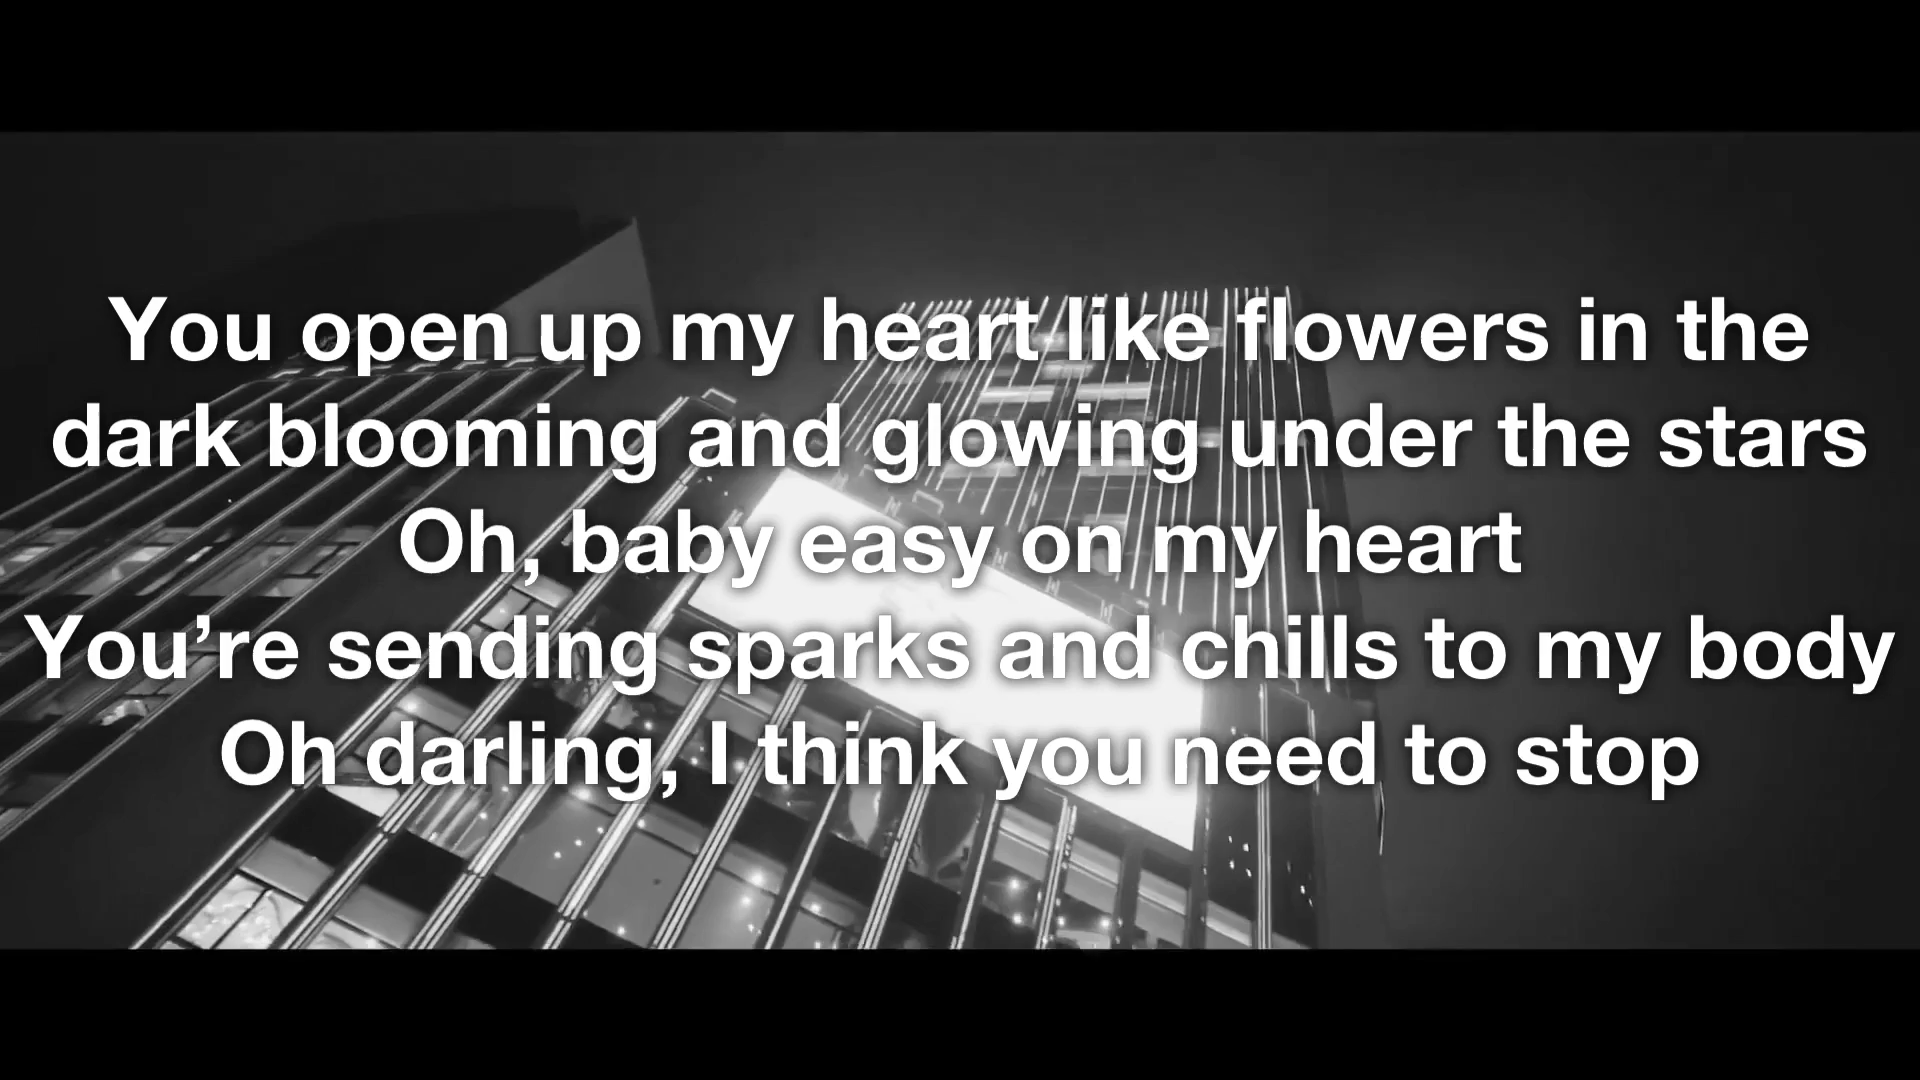 You open up my heart like flowers in the
dark blooming and glowing under the stars
Oh, baby easy on my heart
You’re sending sparks and chills to my body
Oh darling, I think you need to stop